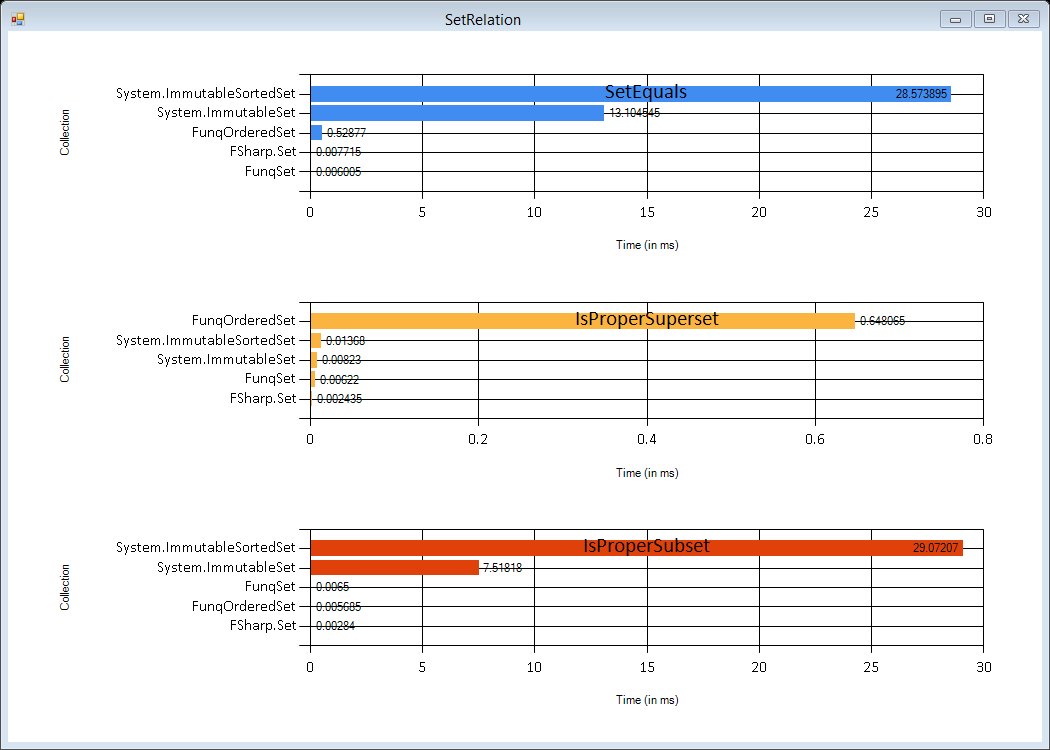 SetRelation
SetEquals
Collection
System.ImmutableSortedSet 28.573895
System.ImmutableSet 13.104545
FunqOrderedSet 0.52877
FSharp.Set 0.007715
FunqSet 0.006005
0 5 10 15 20 25 30
Time (in ms)
IsProperSuperset
Collection
FunqOrderedSet 0.648065
System.ImmutableSortedSet 0.01368
System.ImmutableSet 0.00823
FunqSet 0.00622
FSharp.Set 0.002435
0 0.2 0.4 0.6 0.8
Time (in ms)
IsProperSubset
Collection
System.ImmutableSortedSet 29.07207
System.ImmutableSet 7.51818
FunqSet 0.0065
FunqOrderedSet 0.005685
FSharp.Set 0.00284
0 5 10 15 20 25 30
Time (in ms)